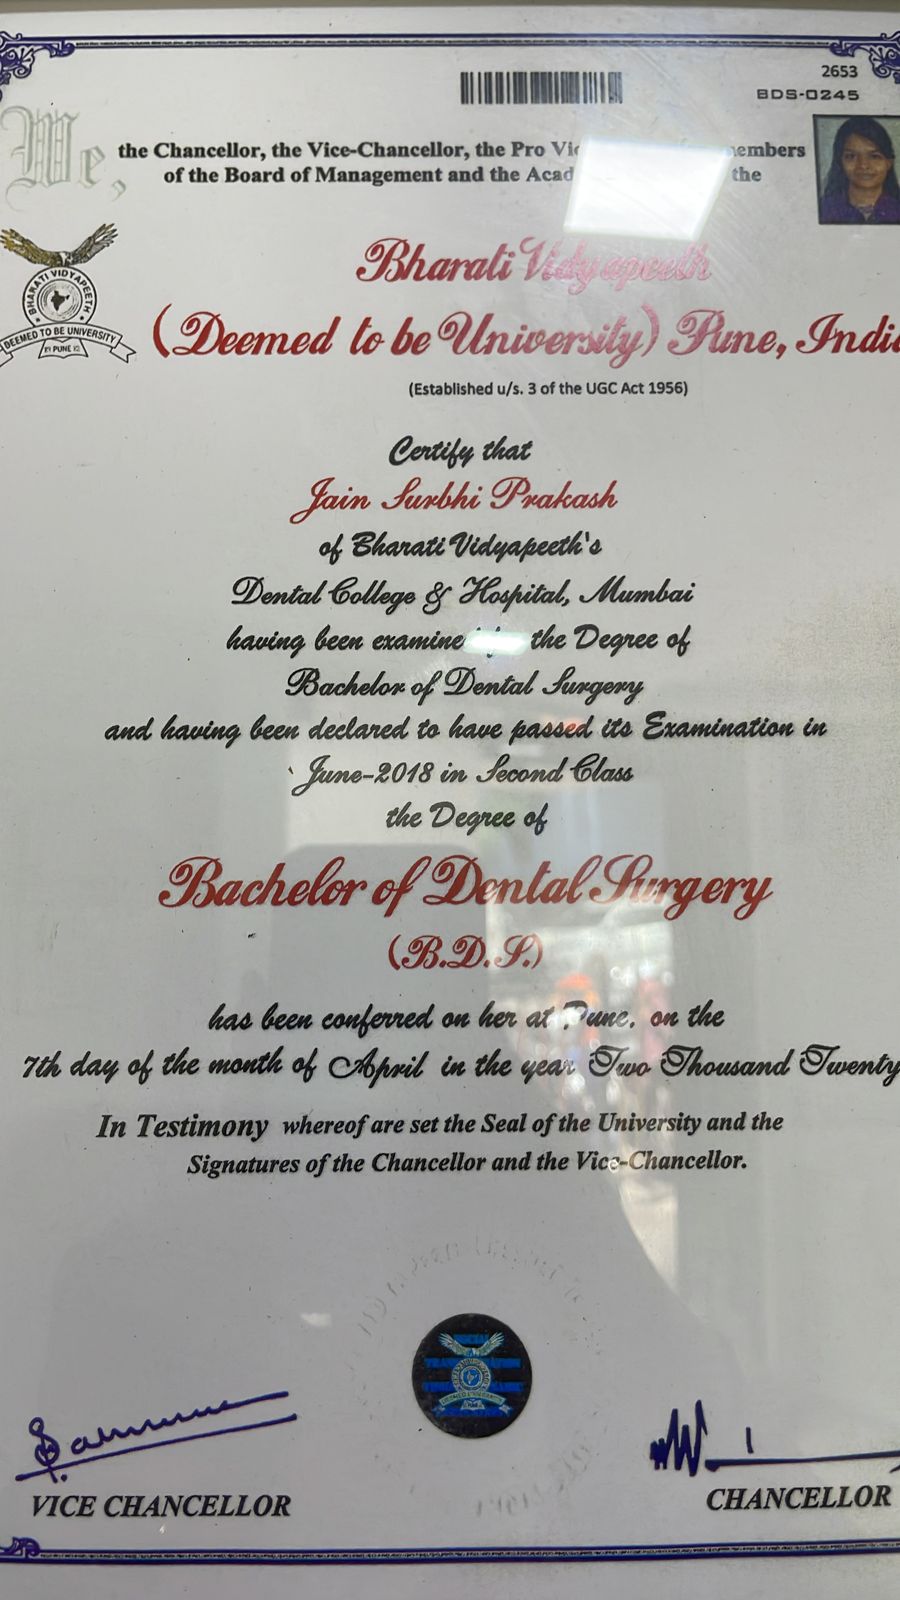 2653
BDS-0245
We, the Chancellor, the Vice-Chancellor, the Pro embers
of the Board of Management and the the
Bharati Vidyapeeth
(Deemed to be University) Pune,
(Established u/s. 3 of the UGC Act 1956)
BHARATI VIDYAPEETH
DEEMED TO BE UNIVERSITY
PUNE
Certify that
Jain Surbhi Prakash
of Bharati Vidyapeeth's
Dental College & Hospital, Mumbai
having been examine the Degree of
Bachelor of Dental Surgery
and having been declared to have passed its Examination in
June-2018 in Second Class
the Degree of
Bachelor of Dental Surgery
(B.D.S.)
has been conferred on her at Pune, on the
7th day of the month of April in the year Two Thousand Twenty
In Testimony whereof are set the Seal of the University and the
Signatures of the Chancellor and the Vice-Chancellor.
VICE CHANCELLOR
CHANCELLOR